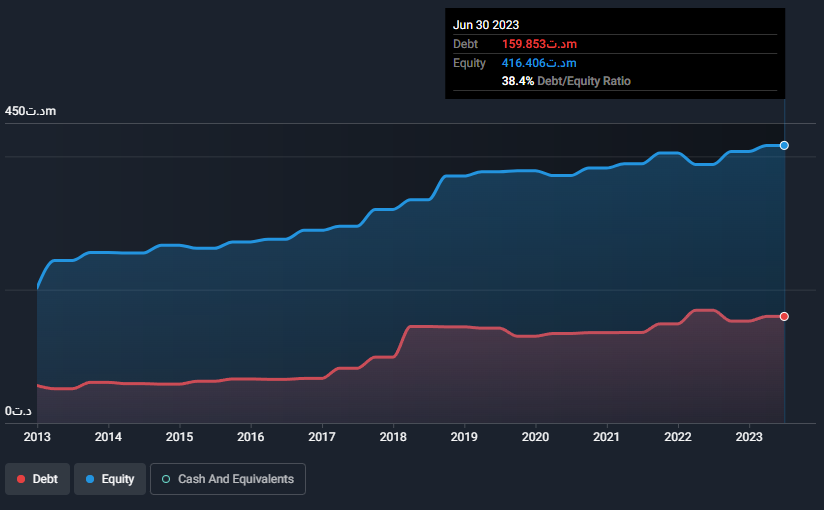 Jun 30 2023
Debt 159.853د.تm
Equity 416.406د.تm
38.4% Debt/Equity Ratio
450د.تm
0د.ت
2013 2014 2015 2016 2017 2018 2019 2020 2021 2022 2023
Debt Equity Cash And Equivalents